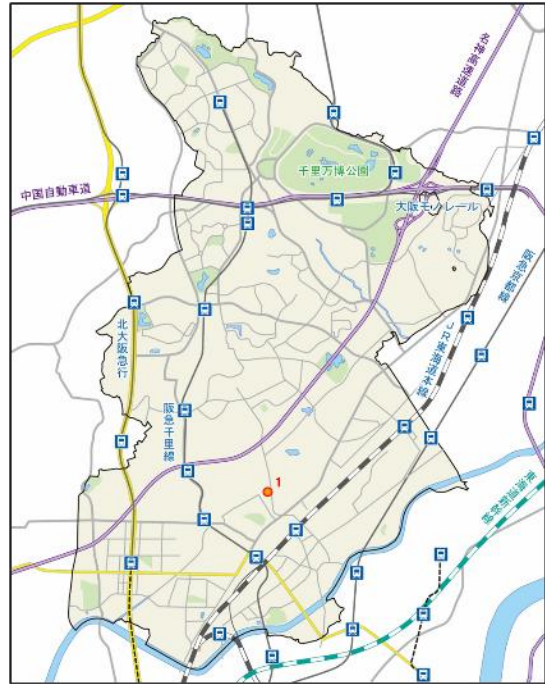 名神高速道路
千里万博公園
中国自動車道
大阪モノレール
阪急京都線
JR東海道本線
北大阪急行
阪急千里線
1
東海道新幹線